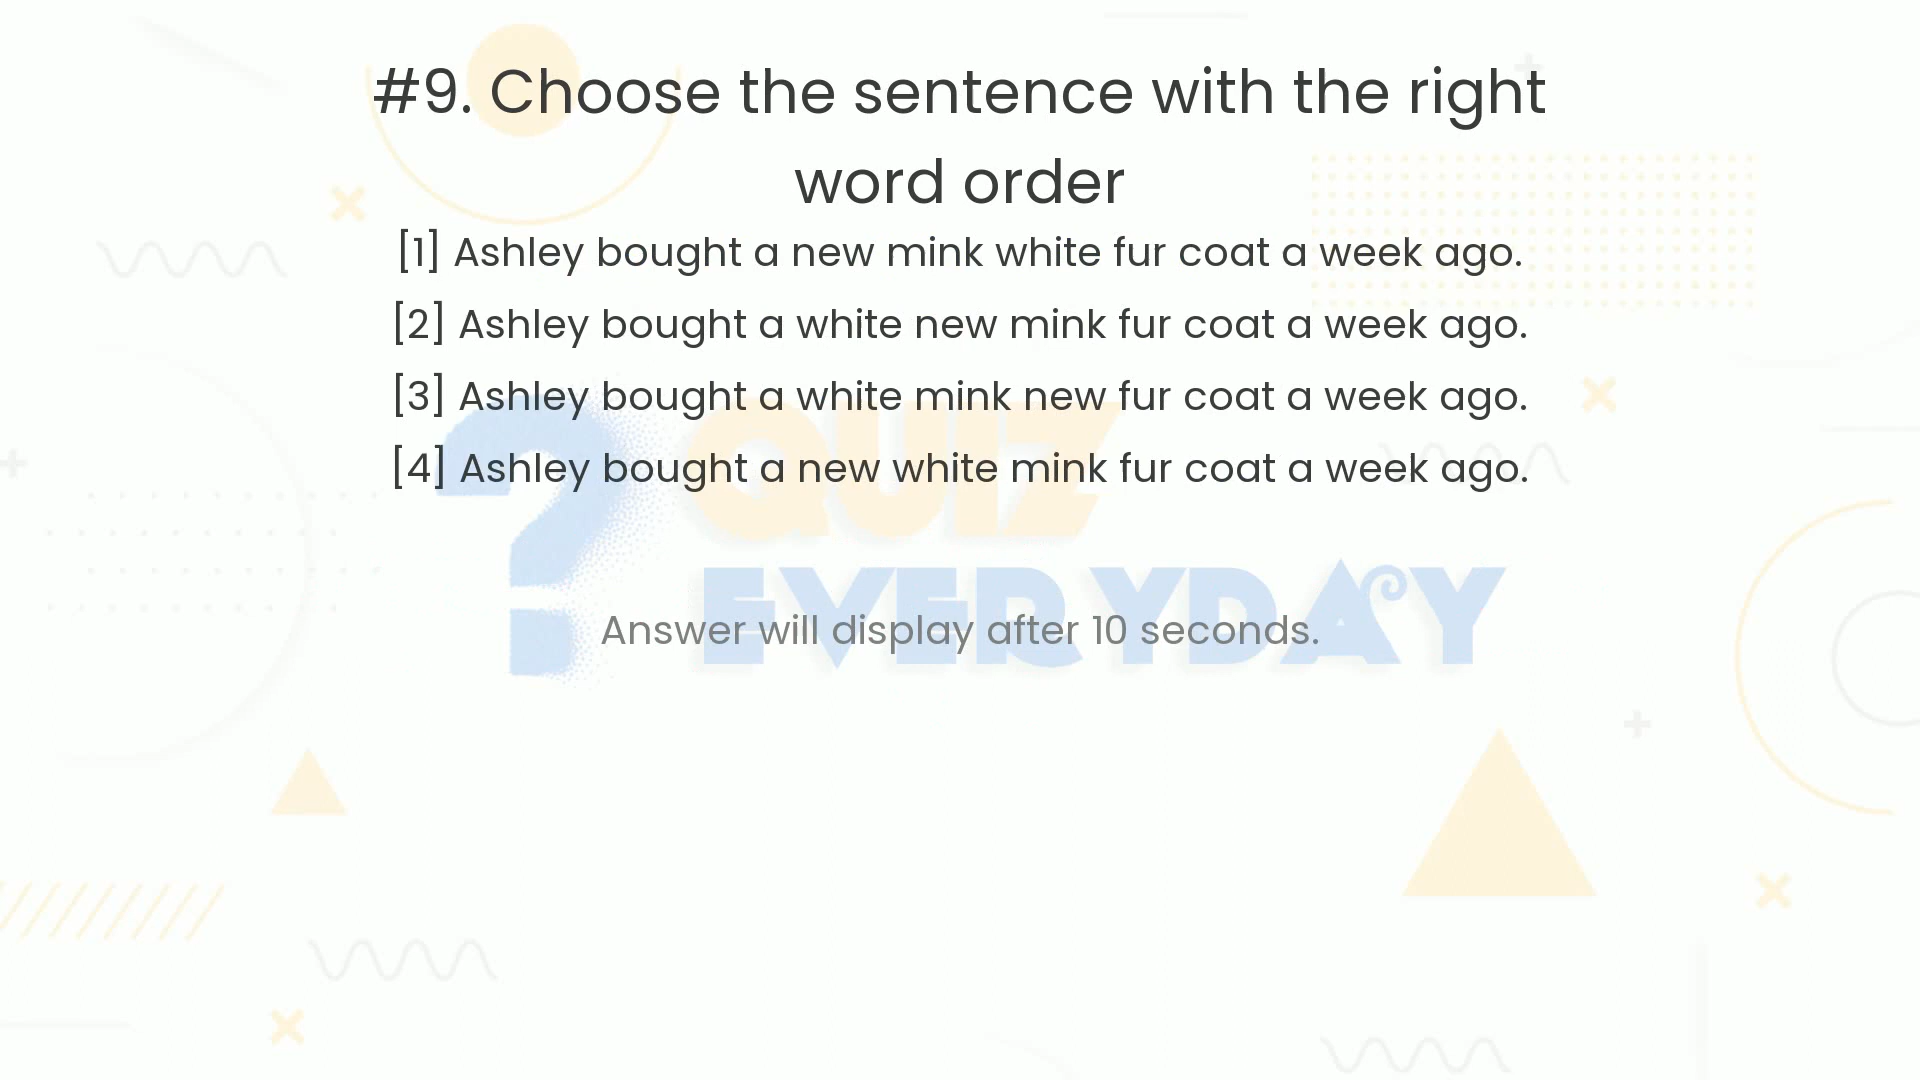 #9. Choose the sentence with the right
word order
[1] Ashley bought a new mink white fur coat a week ago.
[2] Ashley bought a white new mink fur coat a week ago.
[3] Ashley bought a white mink new fur coat a week ago.
[4] Ashley bought a new white mink fur coat a week ago.
? QUIZ
EVERYDAY
Answer will display after 10 seconds.